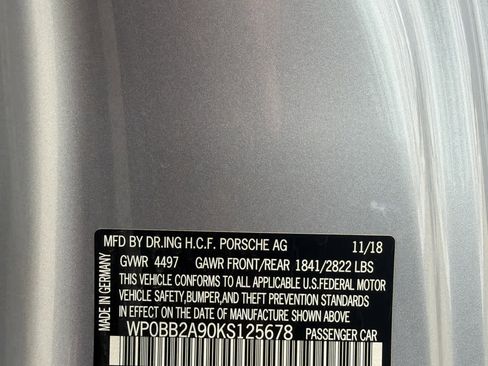 MFD BY DR.ING H.C.F. PORSCHE AG 11/18
GVWR 4497 GAWR FRONT/REAR 1841/2822 LBS
THIS VEHICLE CONFORMS TO ALL APPLICABLE U.S.FEDERAL MOTOR
VEHICLE SAFETY,BUMPER,AND THEFT PREVENTION STANDARDS
IN EFFECT ON THE DATE OF MANUFACTURE SHOWN ABOVE
WP0BB2A90KS125678 PASSENGER CAR
MADE IN GERMANY